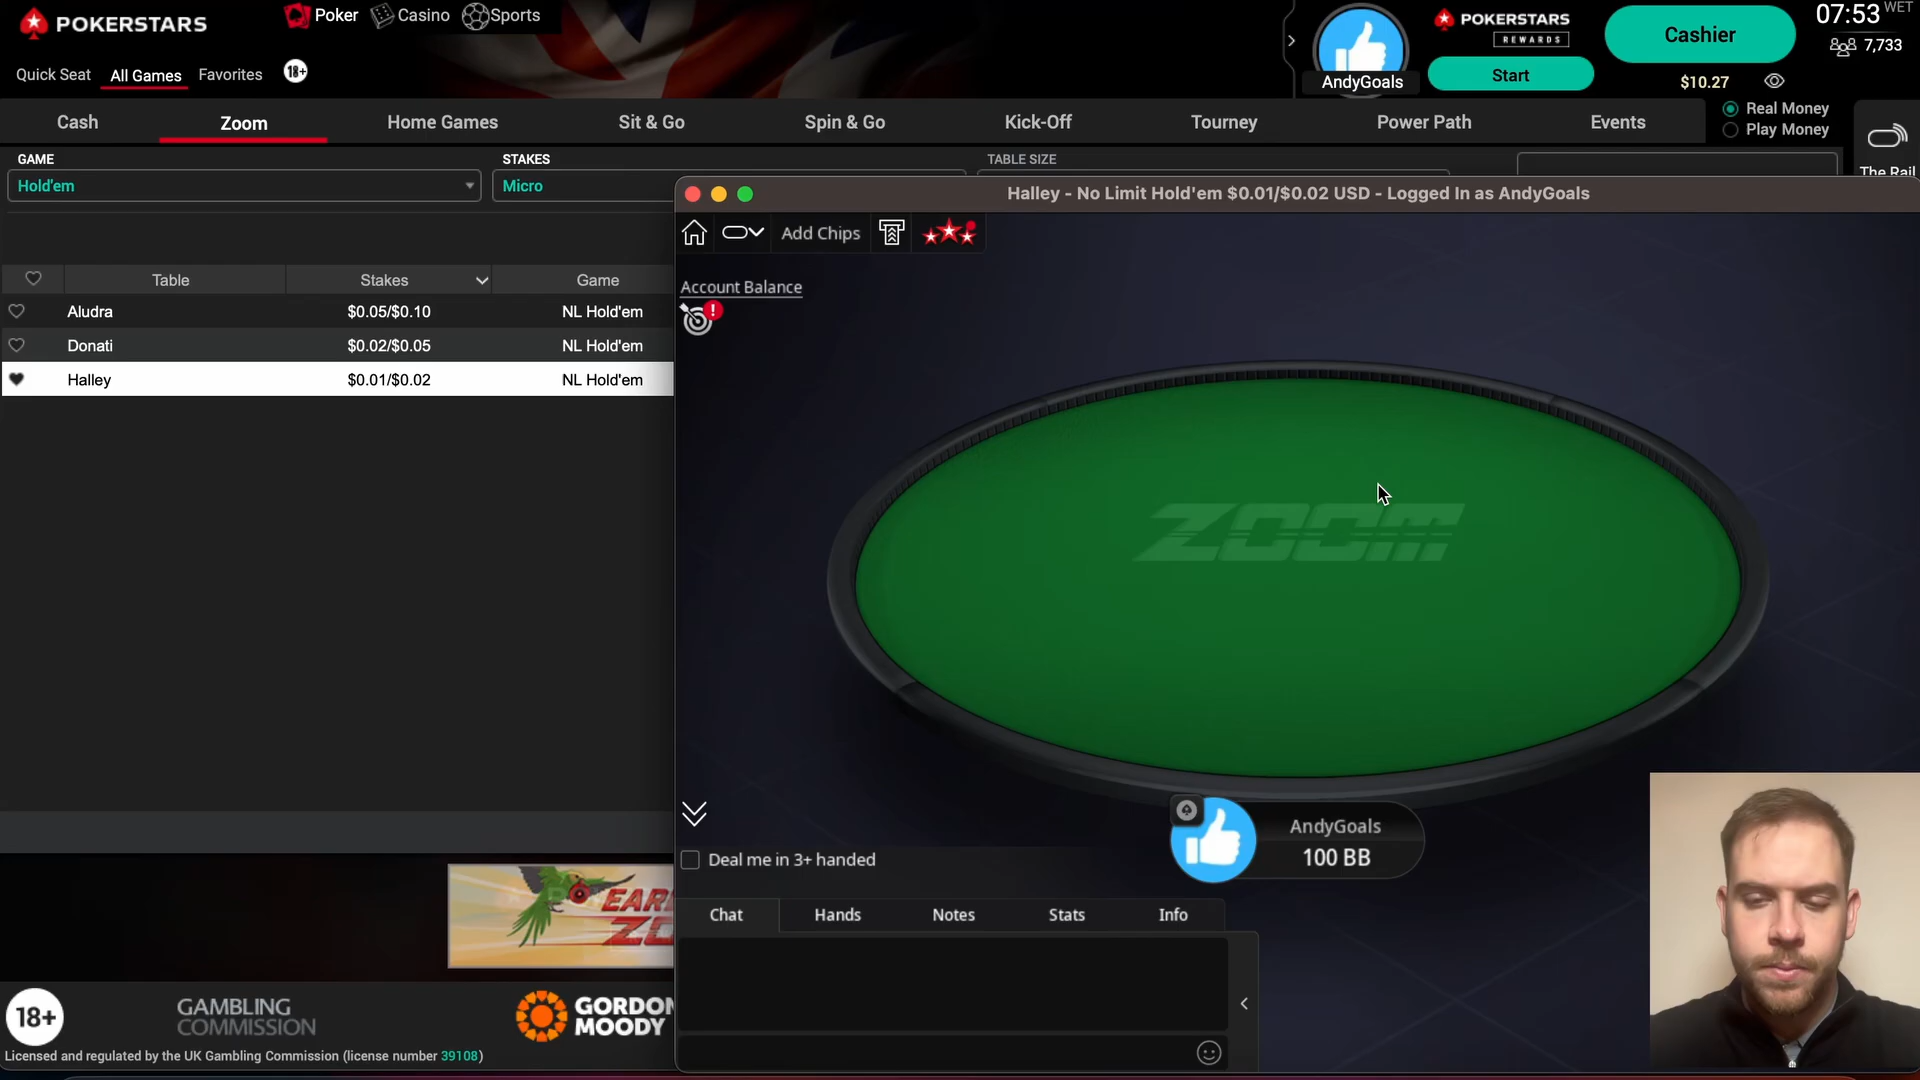 POKERSTARS
Poker
Casino
Sports
Quick Seat
All Games
Favorites
18+
AndyGoals
POKERSTARS
REWARDS
Start
Cashier
$10.27
07:53 WET
7,733
Cash
Zoom
Home Games
Sit & Go
Spin & Go
Kick-Off
Tourney
Power Path
Events
Real Money
Play Money
The Rail
GAME
STAKES
TABLE SIZE
Hold'em
Micro
Halley - No Limit Hold'em $0.01/$0.02 USD - Logged In as AndyGoals
Add Chips
Account Balance
Table Stakes Game
Aludra $0.05/$0.10 NL Hold'em
Donati $0.02/$0.05 NL Hold'em
Halley $0.01/$0.02 NL Hold'em
ZOOM
AndyGoals
100 BB
Deal me in 3+ handed
Chat
Hands
Notes
Stats
Info
18+
GAMBLING
COMMISSION
GORDON
MOODY
Licensed and regulated by the UK Gambling Commission (license number 39108)